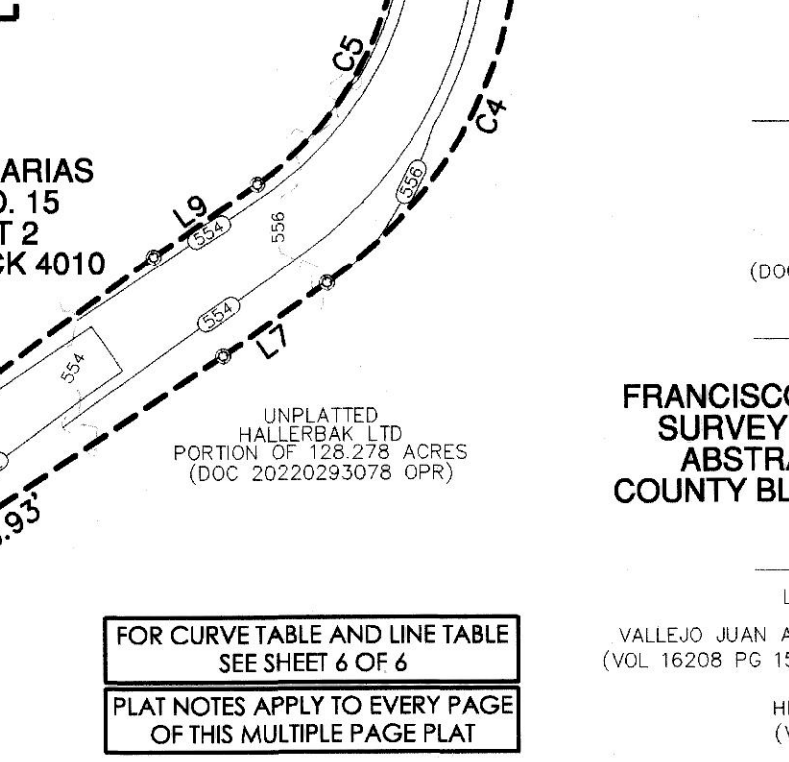 C5
C4
ARIAS
15
T 2
CK 4010
L9
554
556
556
554
L7
554
UNPLATTED
HALLERBAK LTD
PORTION OF 128.278 ACRES
(DOC 20220293078 OPR)
.93'
(DOC
FRANCISCO
SURVEY
ABSTRA
COUNTY BL
L
VALLEJO JUAN A
(VOL 16208 PG 15
FOR CURVE TABLE AND LINE TABLE
SEE SHEET 6 OF 6
PLAT NOTES APPLY TO EVERY PAGE
OF THIS MULTIPLE PAGE PLAT